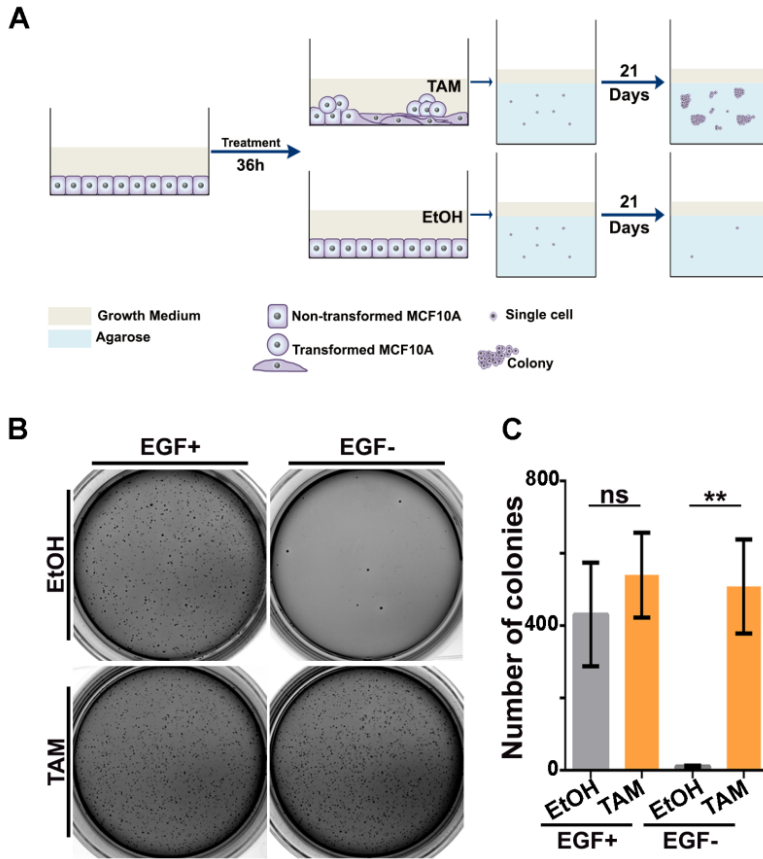 A
Treatment
36h
TAM
21
Days
EtOH
21
Days
Growth Medium
Agarose
Non-transformed MCF10A
Transformed MCF10A
Single cell
Colony
B
EGF+
EGF-
EtOH
TAM
C
Number of colonies
800
400
0
ns
**
EtOH
TAM
EtOH
TAM
EGF+
EGF-